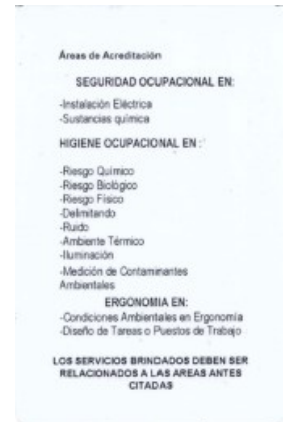 Áreas de Acreditación
SEGURIDAD OCUPACIONAL EN:
-Instalación Eléctrica
-Sustancias química
HIGIENE OCUPACIONAL EN :
-Riesgo Químico
-Riesgo Biológico
-Riesgo Físico
-Delimitando
-Ruido
-Ambiente Térmico
-Iluminación
-Medición de Contaminantes
Ambientales
ERGONOMIA EN:
-Condiciones Ambientales en Ergonomía
-Diseño de Tareas o Puestos de Trabajo
LOS SERVICIOS BRINDADOS DEBEN SER
RELACIONADOS A LAS AREAS ANTES
CITADAS